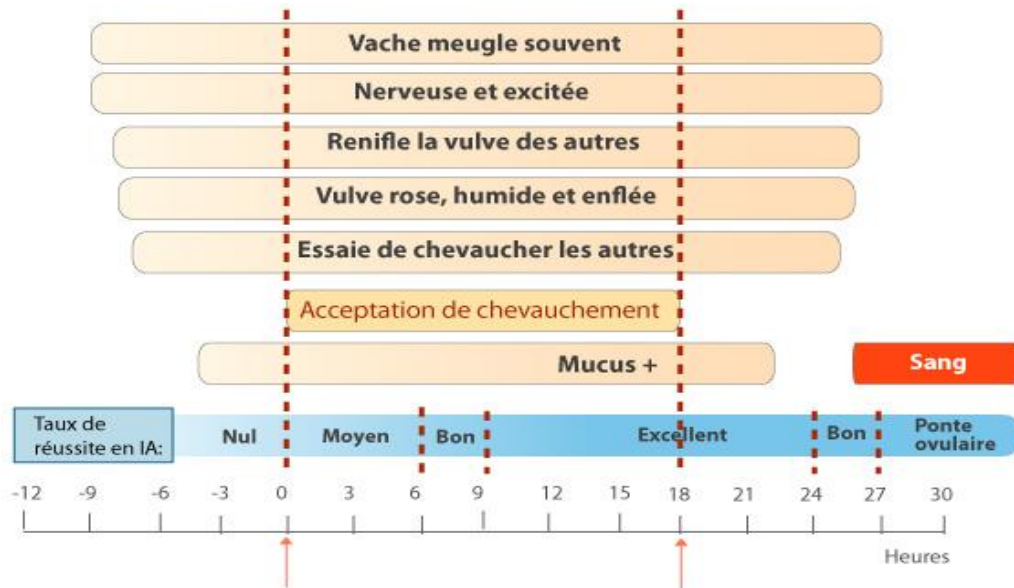 Vache meugle souvent
Nerveuse et excitée
Renifle la vulve des autres
Vulve rose, humide et enflée
Essaie de chevaucher les autres
Acceptation de chevauchement
Mucus +
Sang
Taux de
réussite en IA:
Nul
Moyen
Bon
Excellent
Bon
Ponte
ovulaire
-12 -9 -6 -3 0 3 6 9 12 15 18 21 24 27 30
Heures